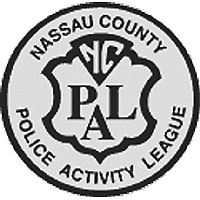 NASSAU COUNTY
NC
PAL
POLICE ACTIVITY LEAGUE